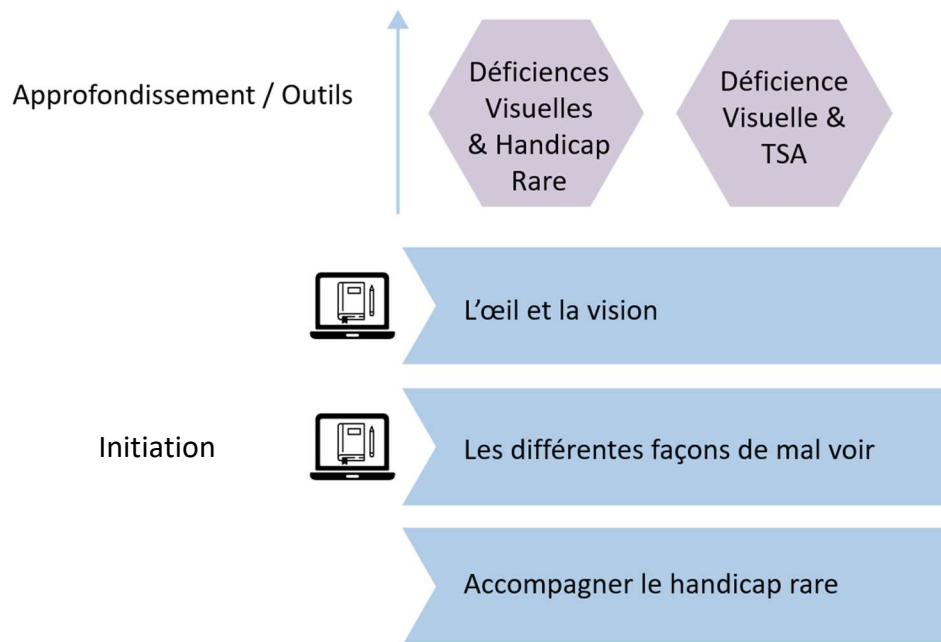 Approfondissement / Outils
Déficiences
Visuelles
& Handicap
Rare
Déficience
Visuelle &
TSA
L'œil et la vision
Initiation
Les différentes façons de mal voir
Accompagner le handicap rare